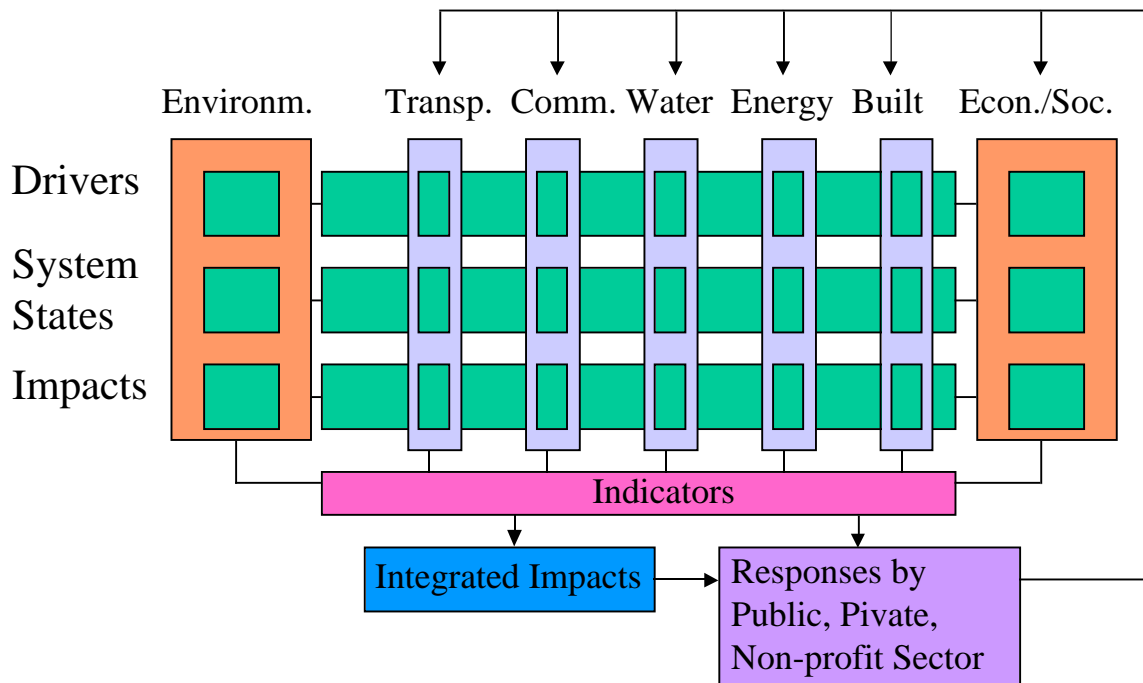 Environm. Transp. Comm. Water Energy Built Econ./Soc.
Drivers
System
States
Impacts
Indicators
Integrated Impacts
Responses by
Public, Pivate,
Non-profit Sector